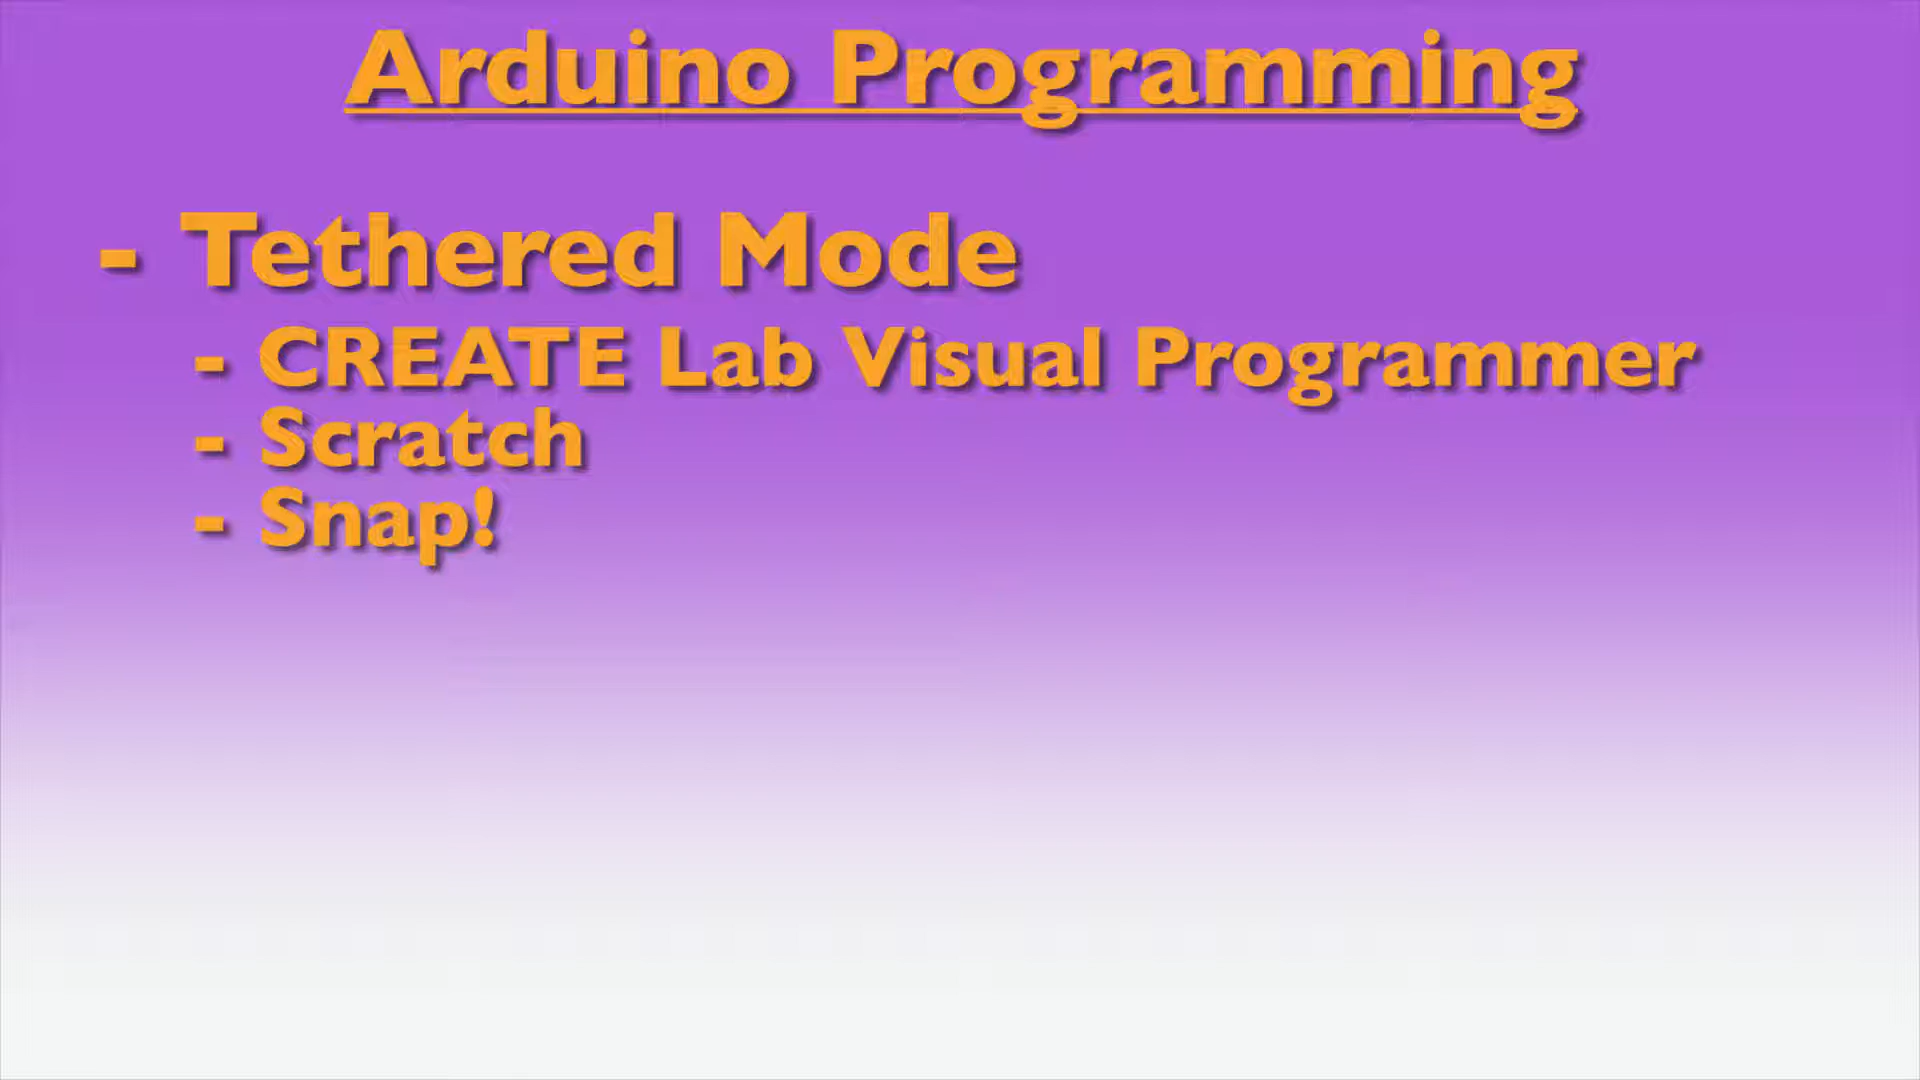 Arduino Programming
- Tethered Mode
- CREATE Lab Visual Programmer
- Scratch
- Snap!